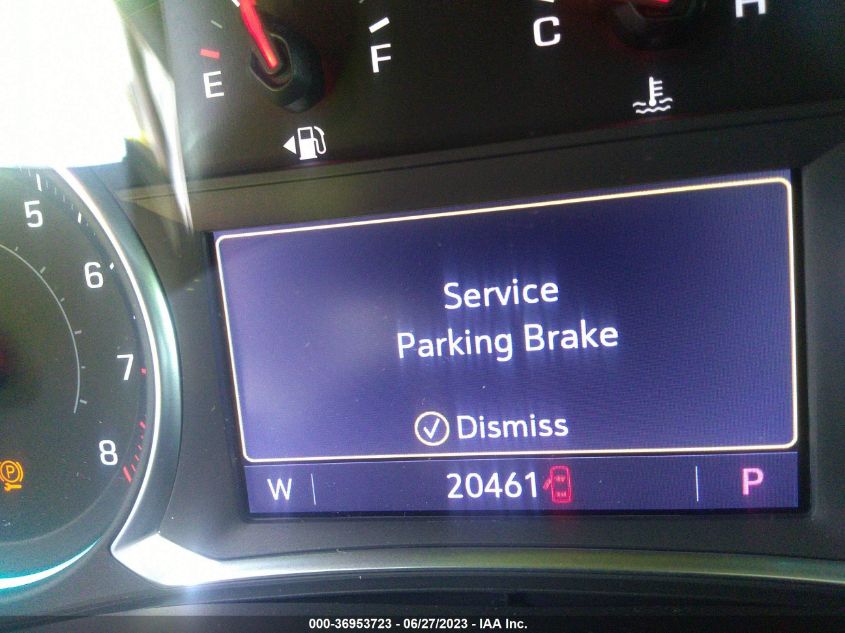 E
F
C
H
5
6
7
8
Service
Parking Brake
Dismiss
W
20461
P
P
000-36953723 - 06/27/2023 - IAA Inc.